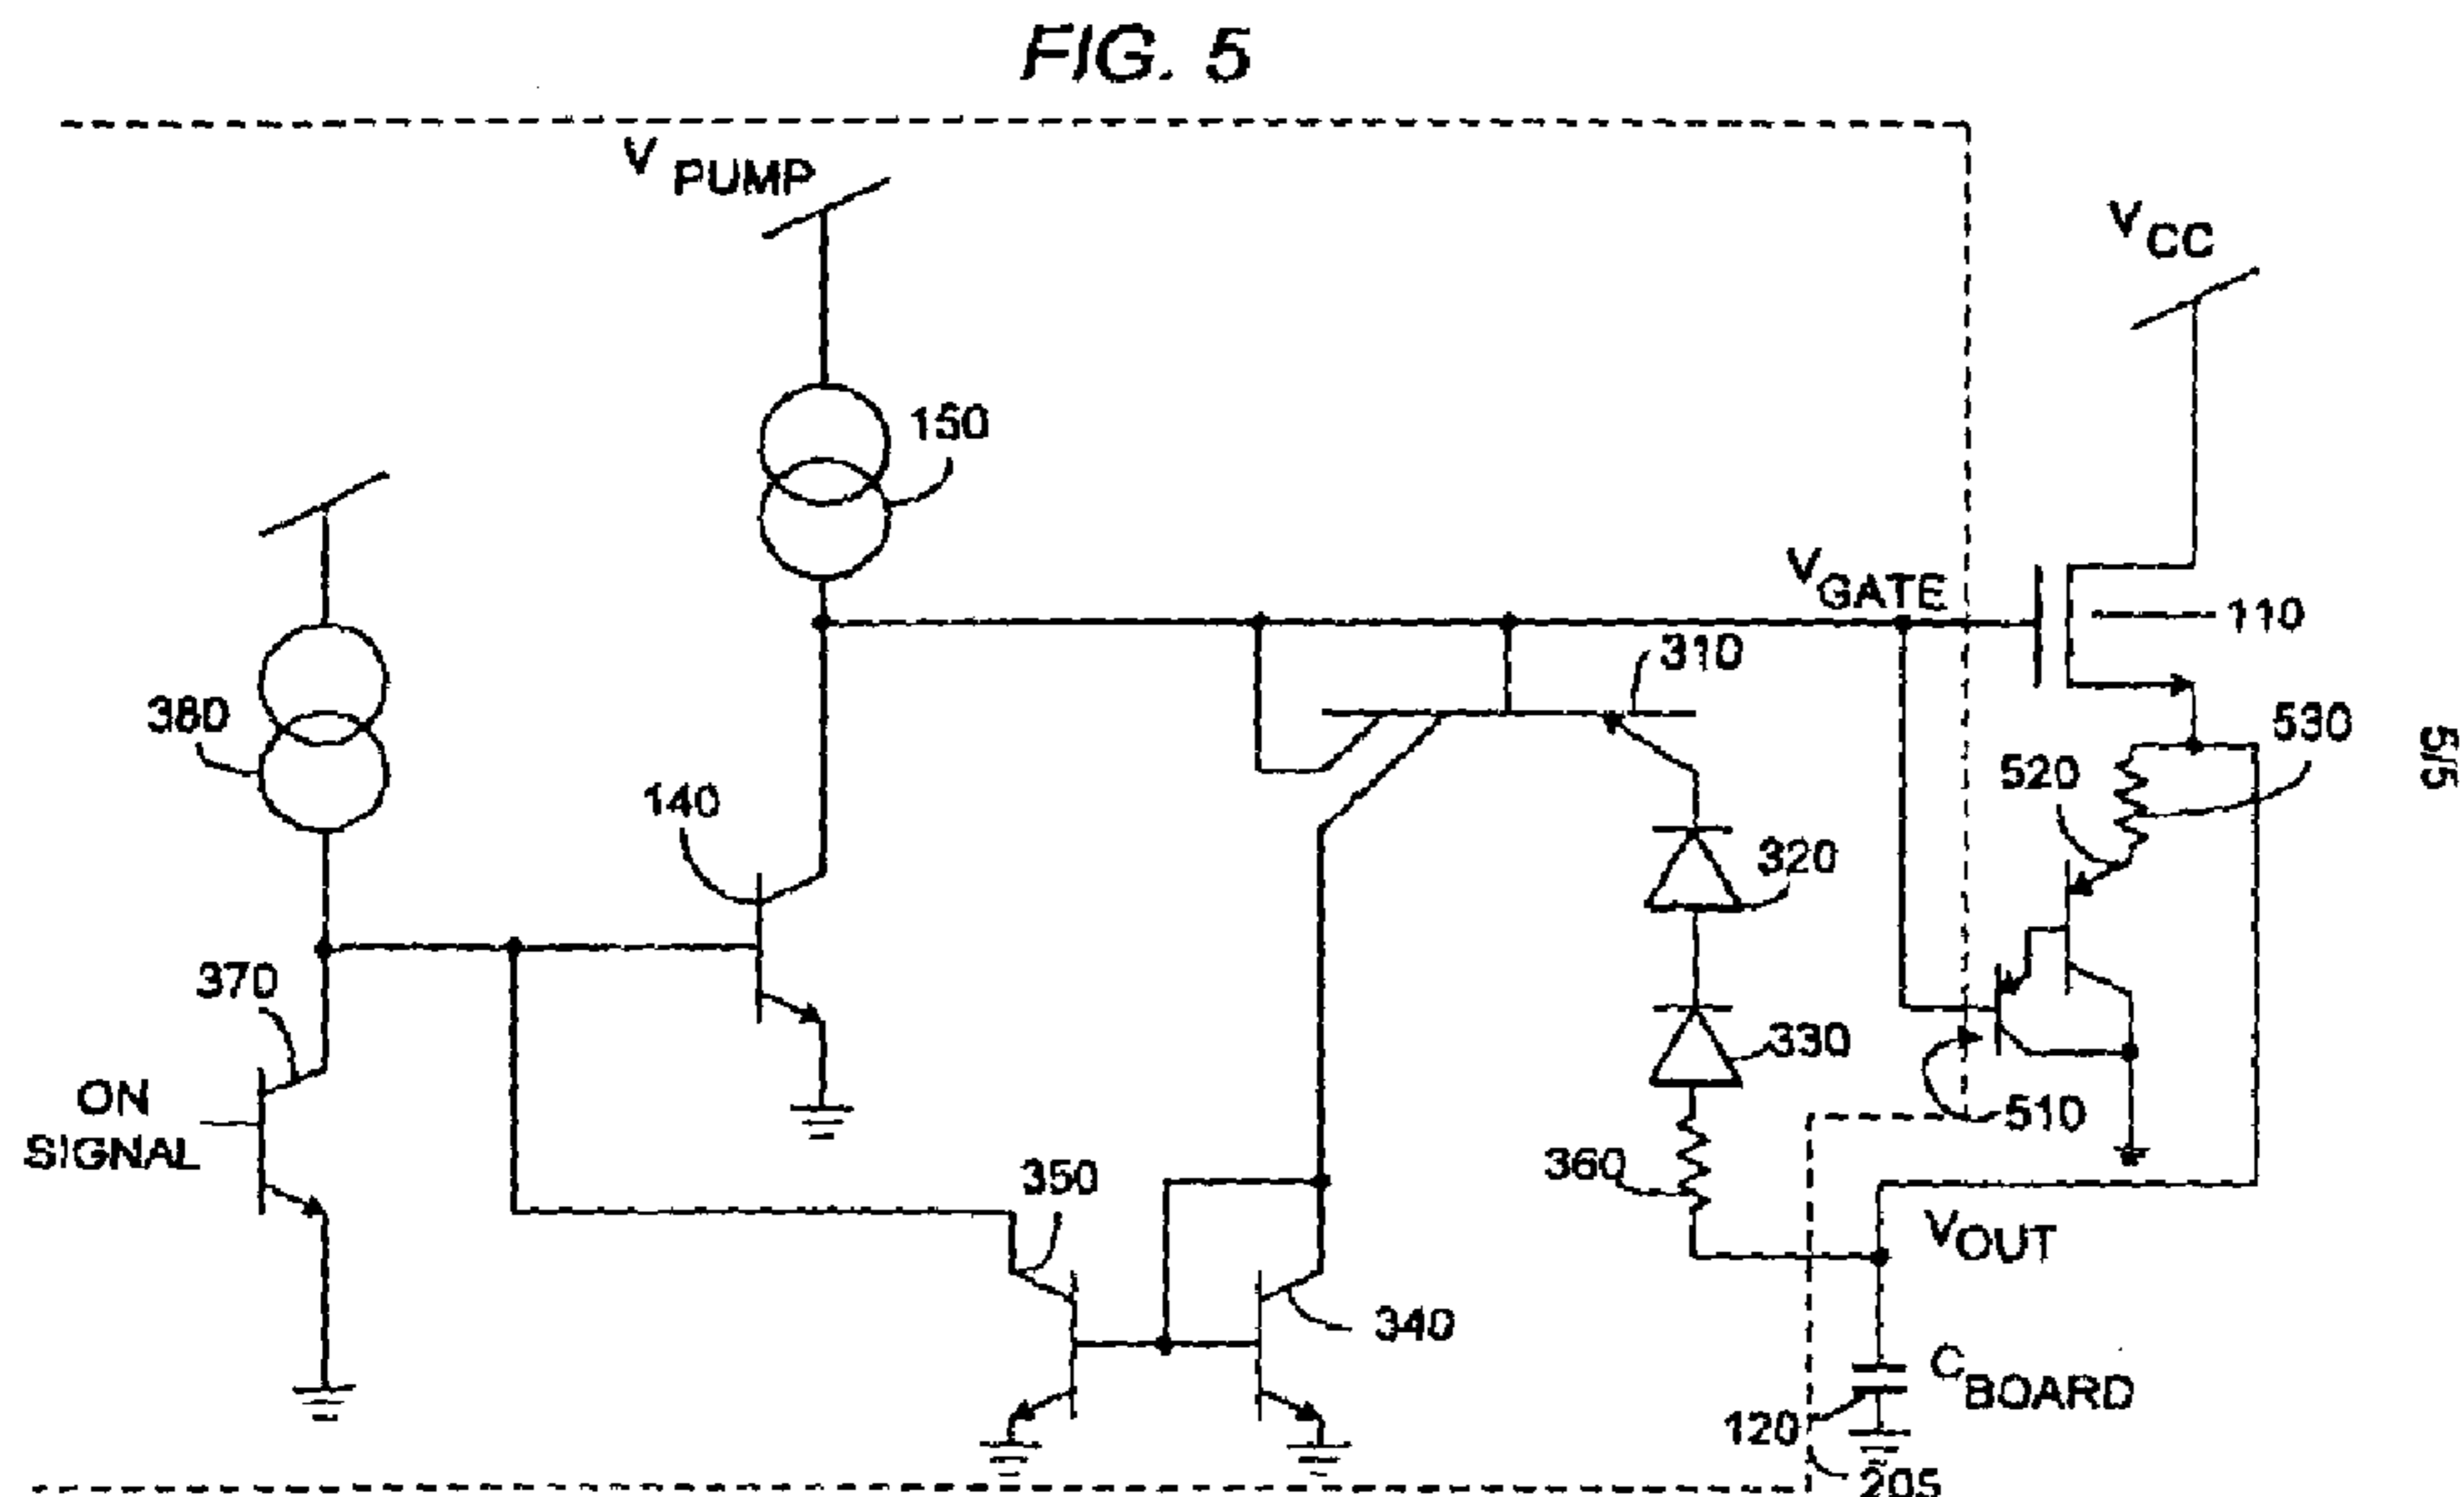 FIG. 5
V PUMP
V CC
150
V GATE
110
310
380
530
520
5/5
140
320
370
330
ON
SIGNAL
510
350
360
V OUT
340
C BOARD
120
205